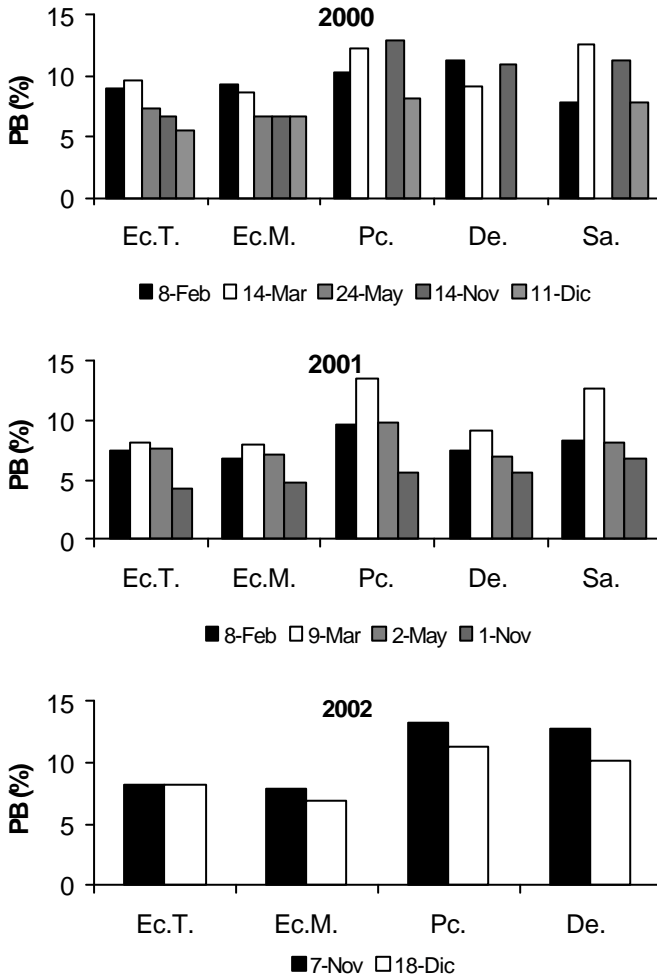 2000
PB (%)
15
10
5
0
Ec.T. Ec.M. Pc. De. Sa.
8-Feb 14-Mar 24-May 14-Nov 11-Dic
2001
PB (%)
15
10
5
0
Ec.T. Ec.M. Pc. De. Sa.
8-Feb 9-Mar 2-May 1-Nov
2002
PB (%)
15
10
5
0
Ec.T. Ec.M. Pc. De.
7-Nov 18-Dic